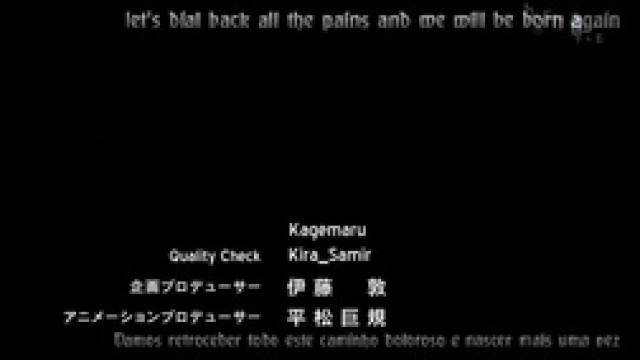 let's dial back all the pains and we will be born again
Kagemaru
Quality Check Kira_Samir
企画プロデューサー 伊藤 敦
アニメーションプロデューサー 平松巨規
Damos retroceder todo este caminho doloroso e nascer mais uma vez